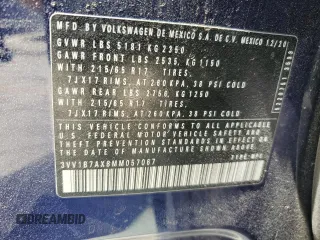 MFD BY VOLKSWAGEN DE MEXICO S.A. DE C.V. MEXICO 12/20
GVWR LBS 5181 KG 2350
GAWR FRONT LBS 2535 KG 1150
WITH 215/65 R17 TIRES,
7JX17 RIMS, AT 260 KPA, 38 PSI COLD
GAWR REAR LBS 2756 KG 1250
WITH 215/65 R17 TIRES,
7JX17 RIMS, AT 260 KPA, 38 PSI COLD
THIS VEHICLE CONFORMS TO ALL APPLICABLE
FEDERAL MOTOR VEHICLE SAFETY, BUMPER, AND
THEFT PREVENTION STANDARDS IN EFFECT ON THE
DATE OF MANUFACTURE SHOWN ABOVE.
3VV1B7AX8MM057067
TYPE: MPV
DREAMBID